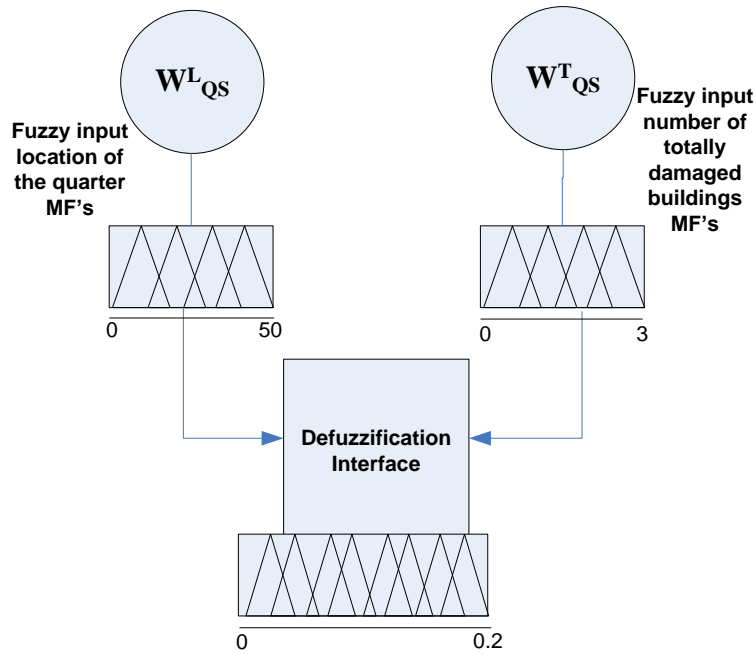 W^L_QS
Fuzzy input
location of
the quarter
MF's
0
50
W^T_QS
Fuzzy input
number of
totally
damaged
buildings
MF's
0
3
Defuzzification
Interface
0
0.2